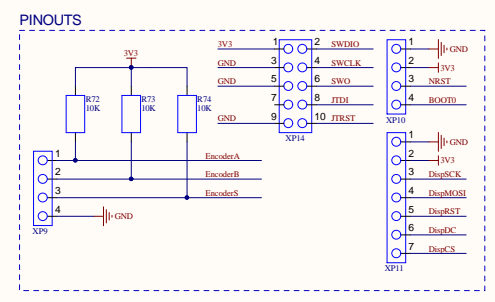 PINOUTS
3V3
R72
10K
R73
10K
R74
10K
1 EncoderA
2 EncoderB
3 EncoderS
4 GND
XP9
3V3 1 2 SWDIO
GND 3 4 SWCLK
GND 5 6 SWO
7 8 JTDI
GND 9 10 JTRST
XP14
1 GND
2 3V3
3 NRST
4 BOOT0
XP10
1 GND
2 3V3
3 DispSCK
4 DispMOSI
5 DispRST
6 DispDC
7 DispCS
XP11